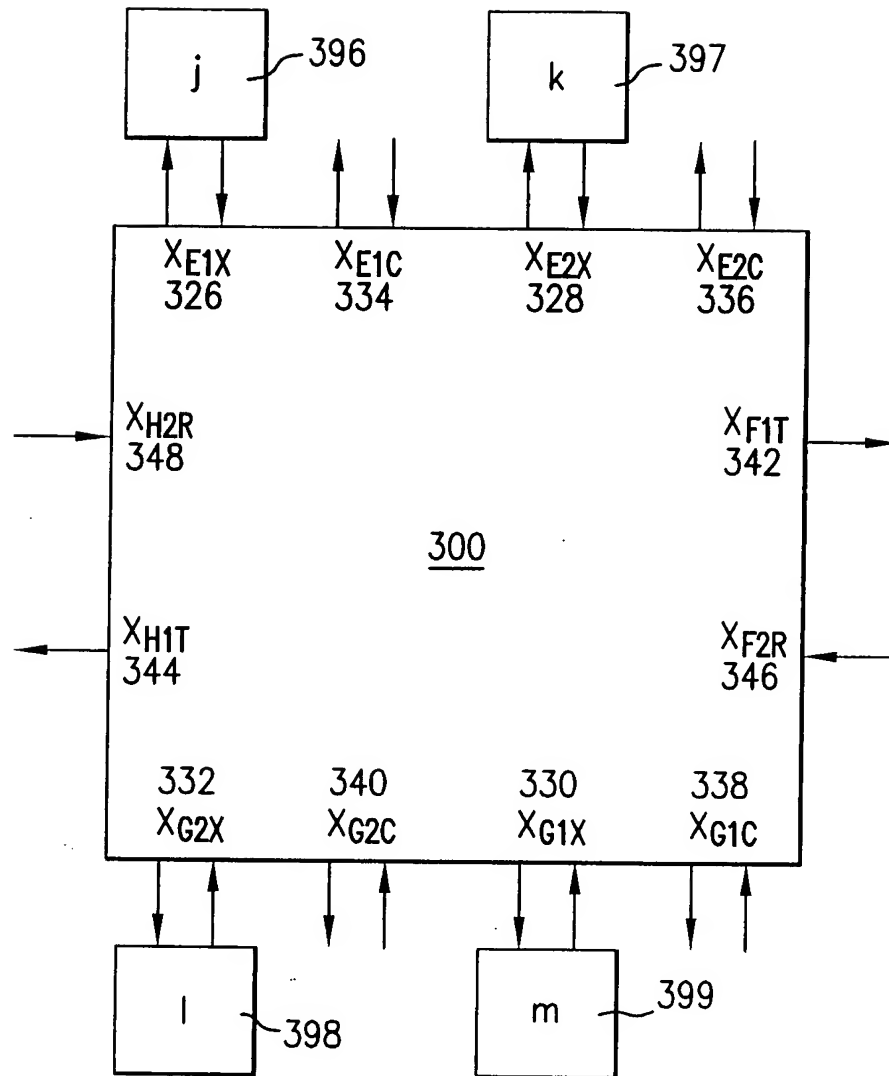 j 396 k 397
X_E1X X_E1C X_E2X X_E2C
326 334 328 336
X_H2R X_F1T
348 342
300
X_H1T X_F2R
344 346
332 340 330 338
X_G2X X_G2C X_G1X X_G1C
l 398 m 399